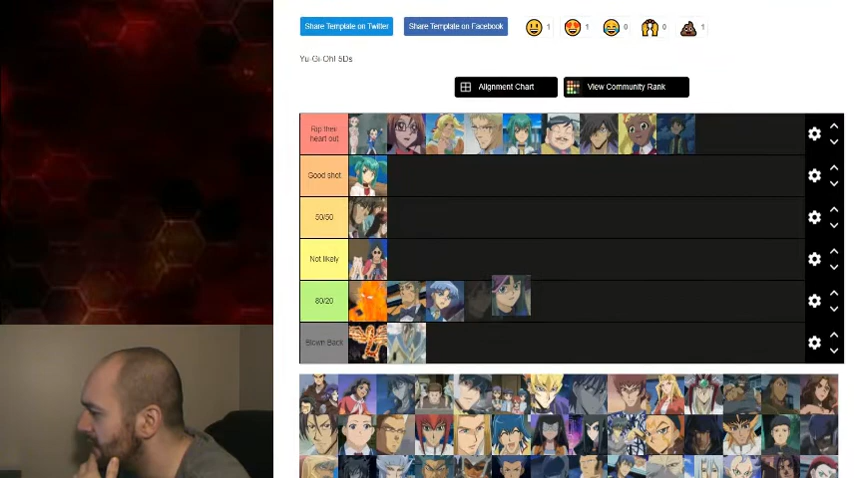 Share Template on Twitter
Share Template on Facebook
1
1
0
0
1
Yu-Gi-Oh! 5Ds
Alignment Chart
View Community Rank
Rip their
heart out
Good shot
50/50
Not likely
80/20
Blown Back